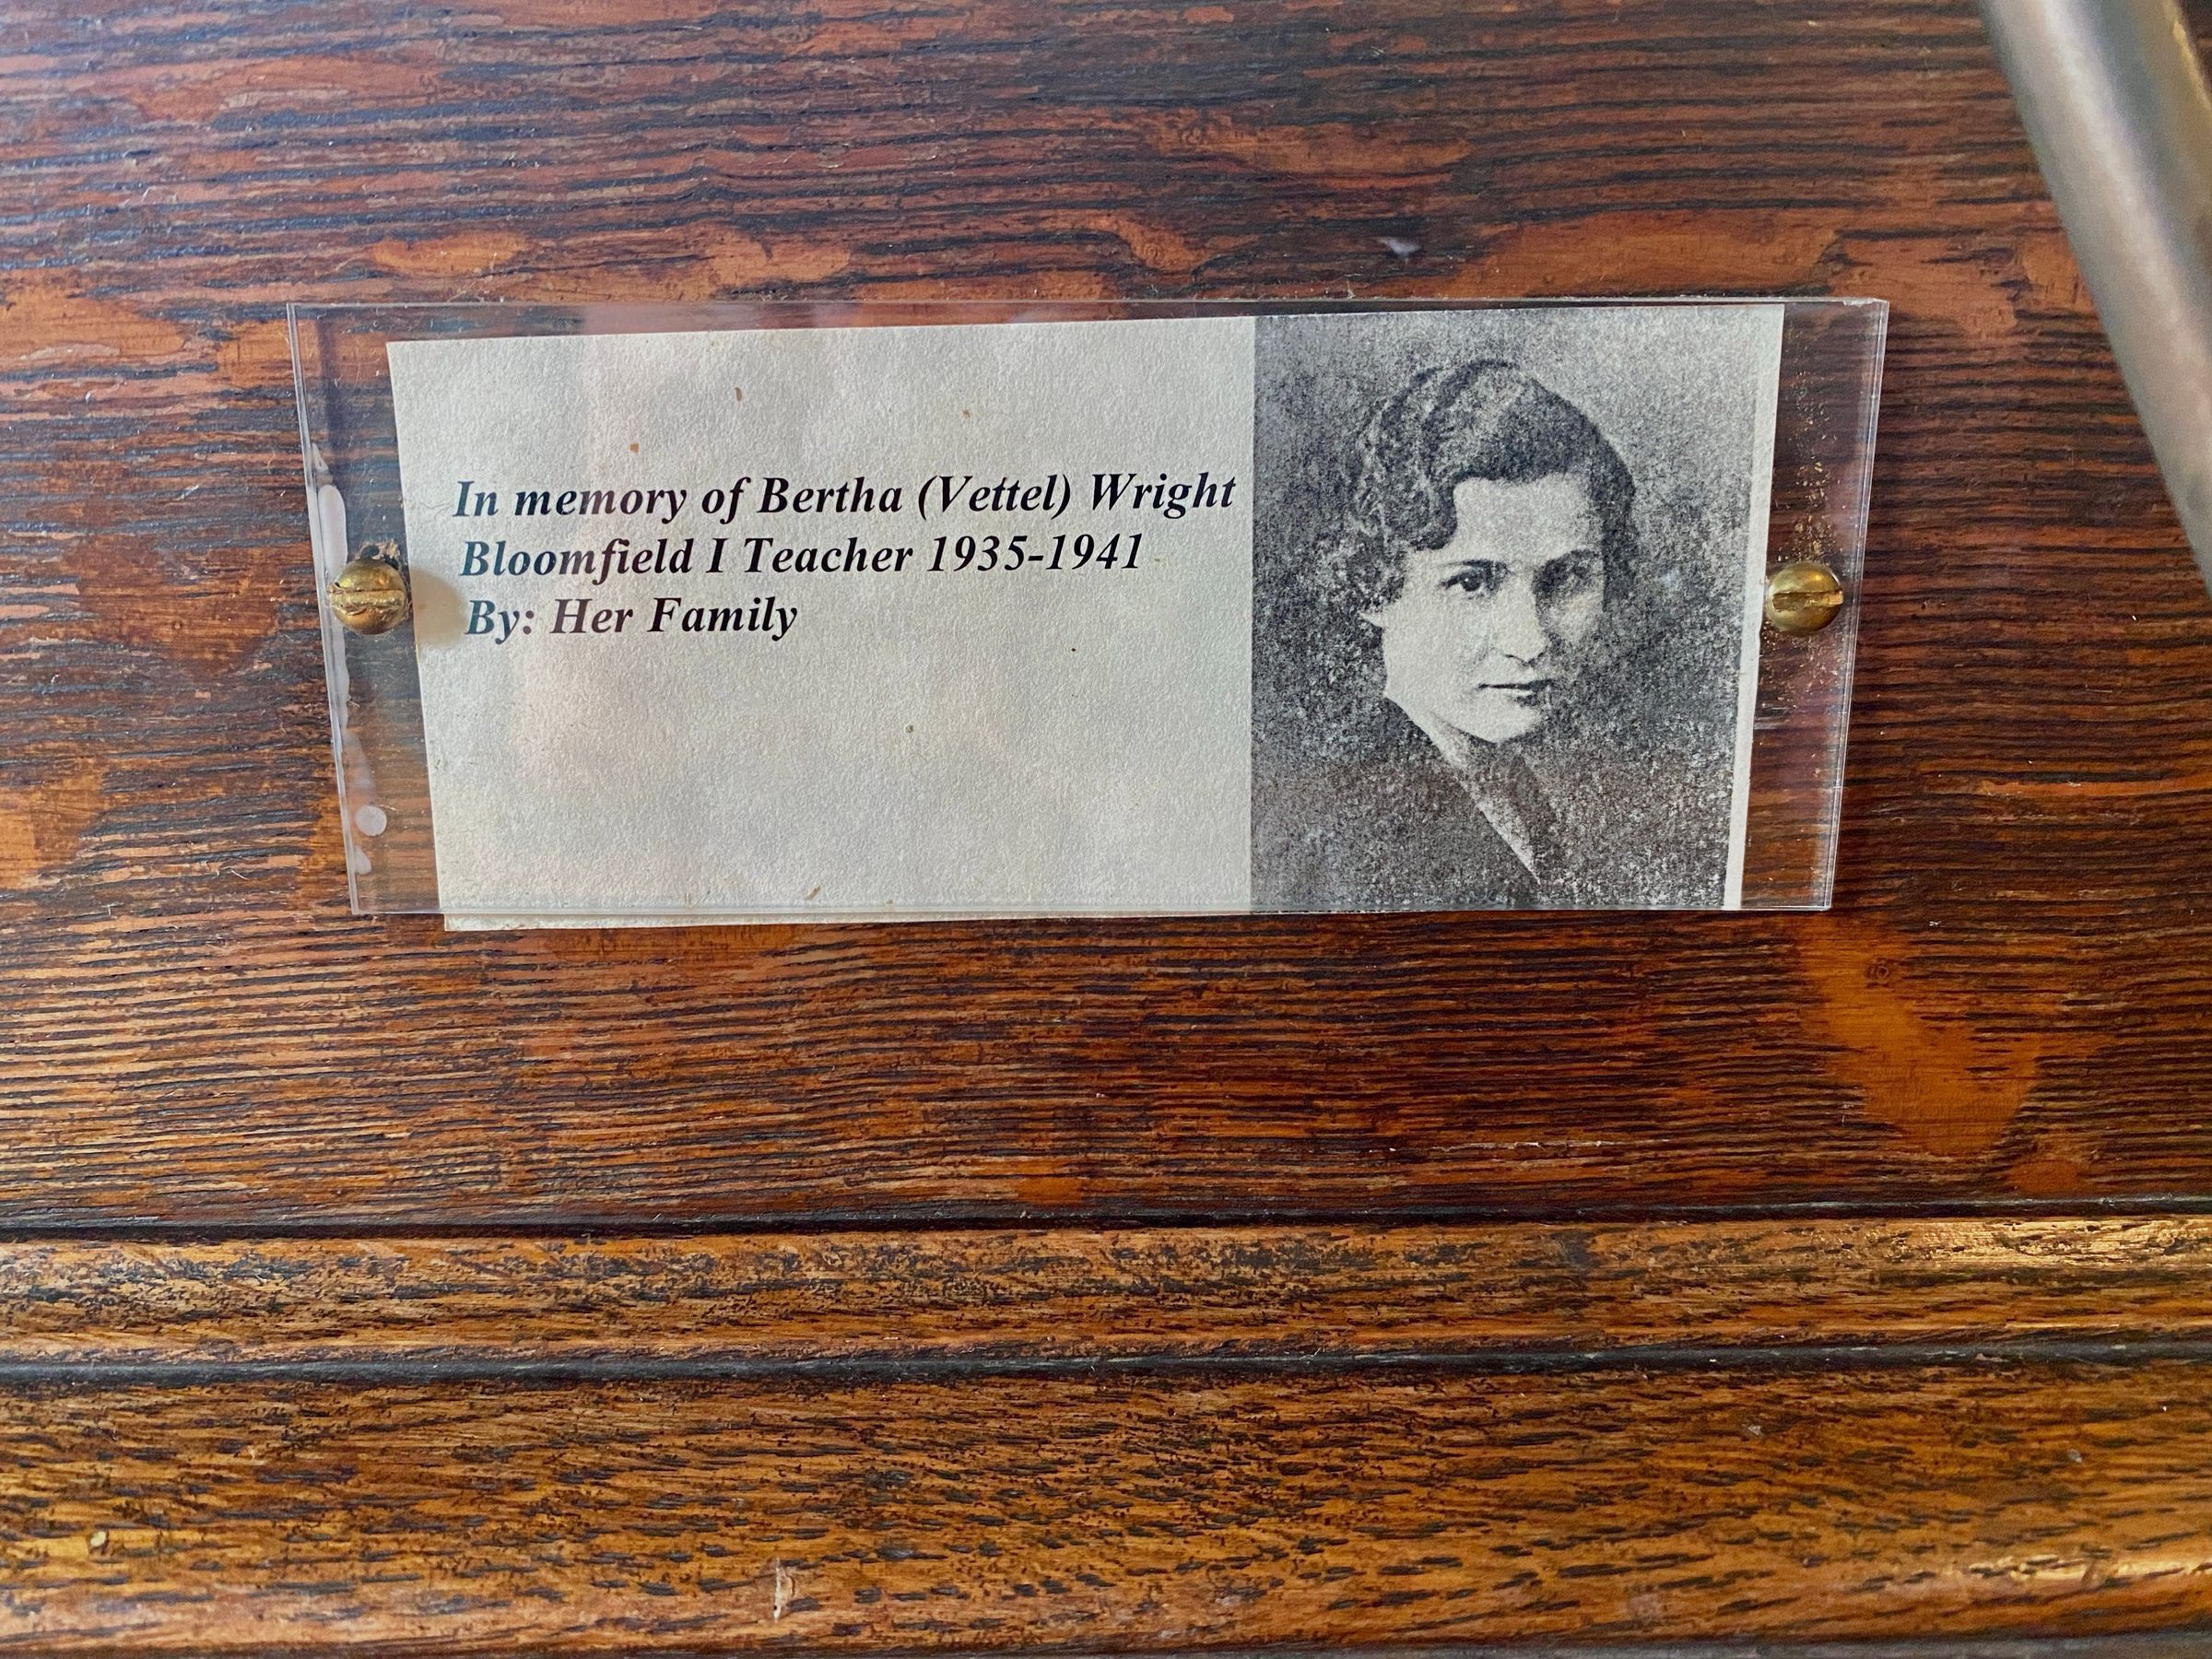 In memory of Bertha (Vettel) Wright
Bloomfield I Teacher 1935-1941
By: Her Family